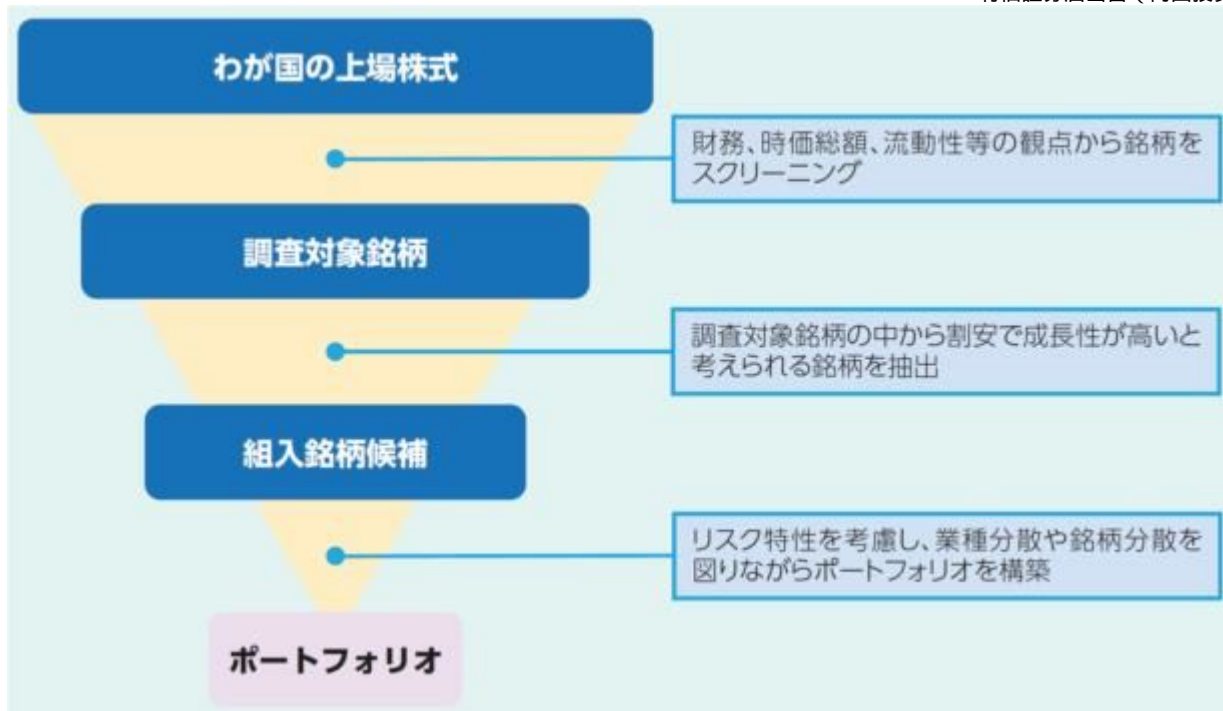 わが国の上場株式
財務、時価総額、流動性等の観点から銘柄を
スクリーニング
調査対象銘柄
調査対象銘柄の中から割安で成長性が高いと
考えられる銘柄を抽出
組入銘柄候補
リスク特性を考慮し、業種分散や銘柄分散を
図りながらポートフォリオを構築
ポートフォリオ